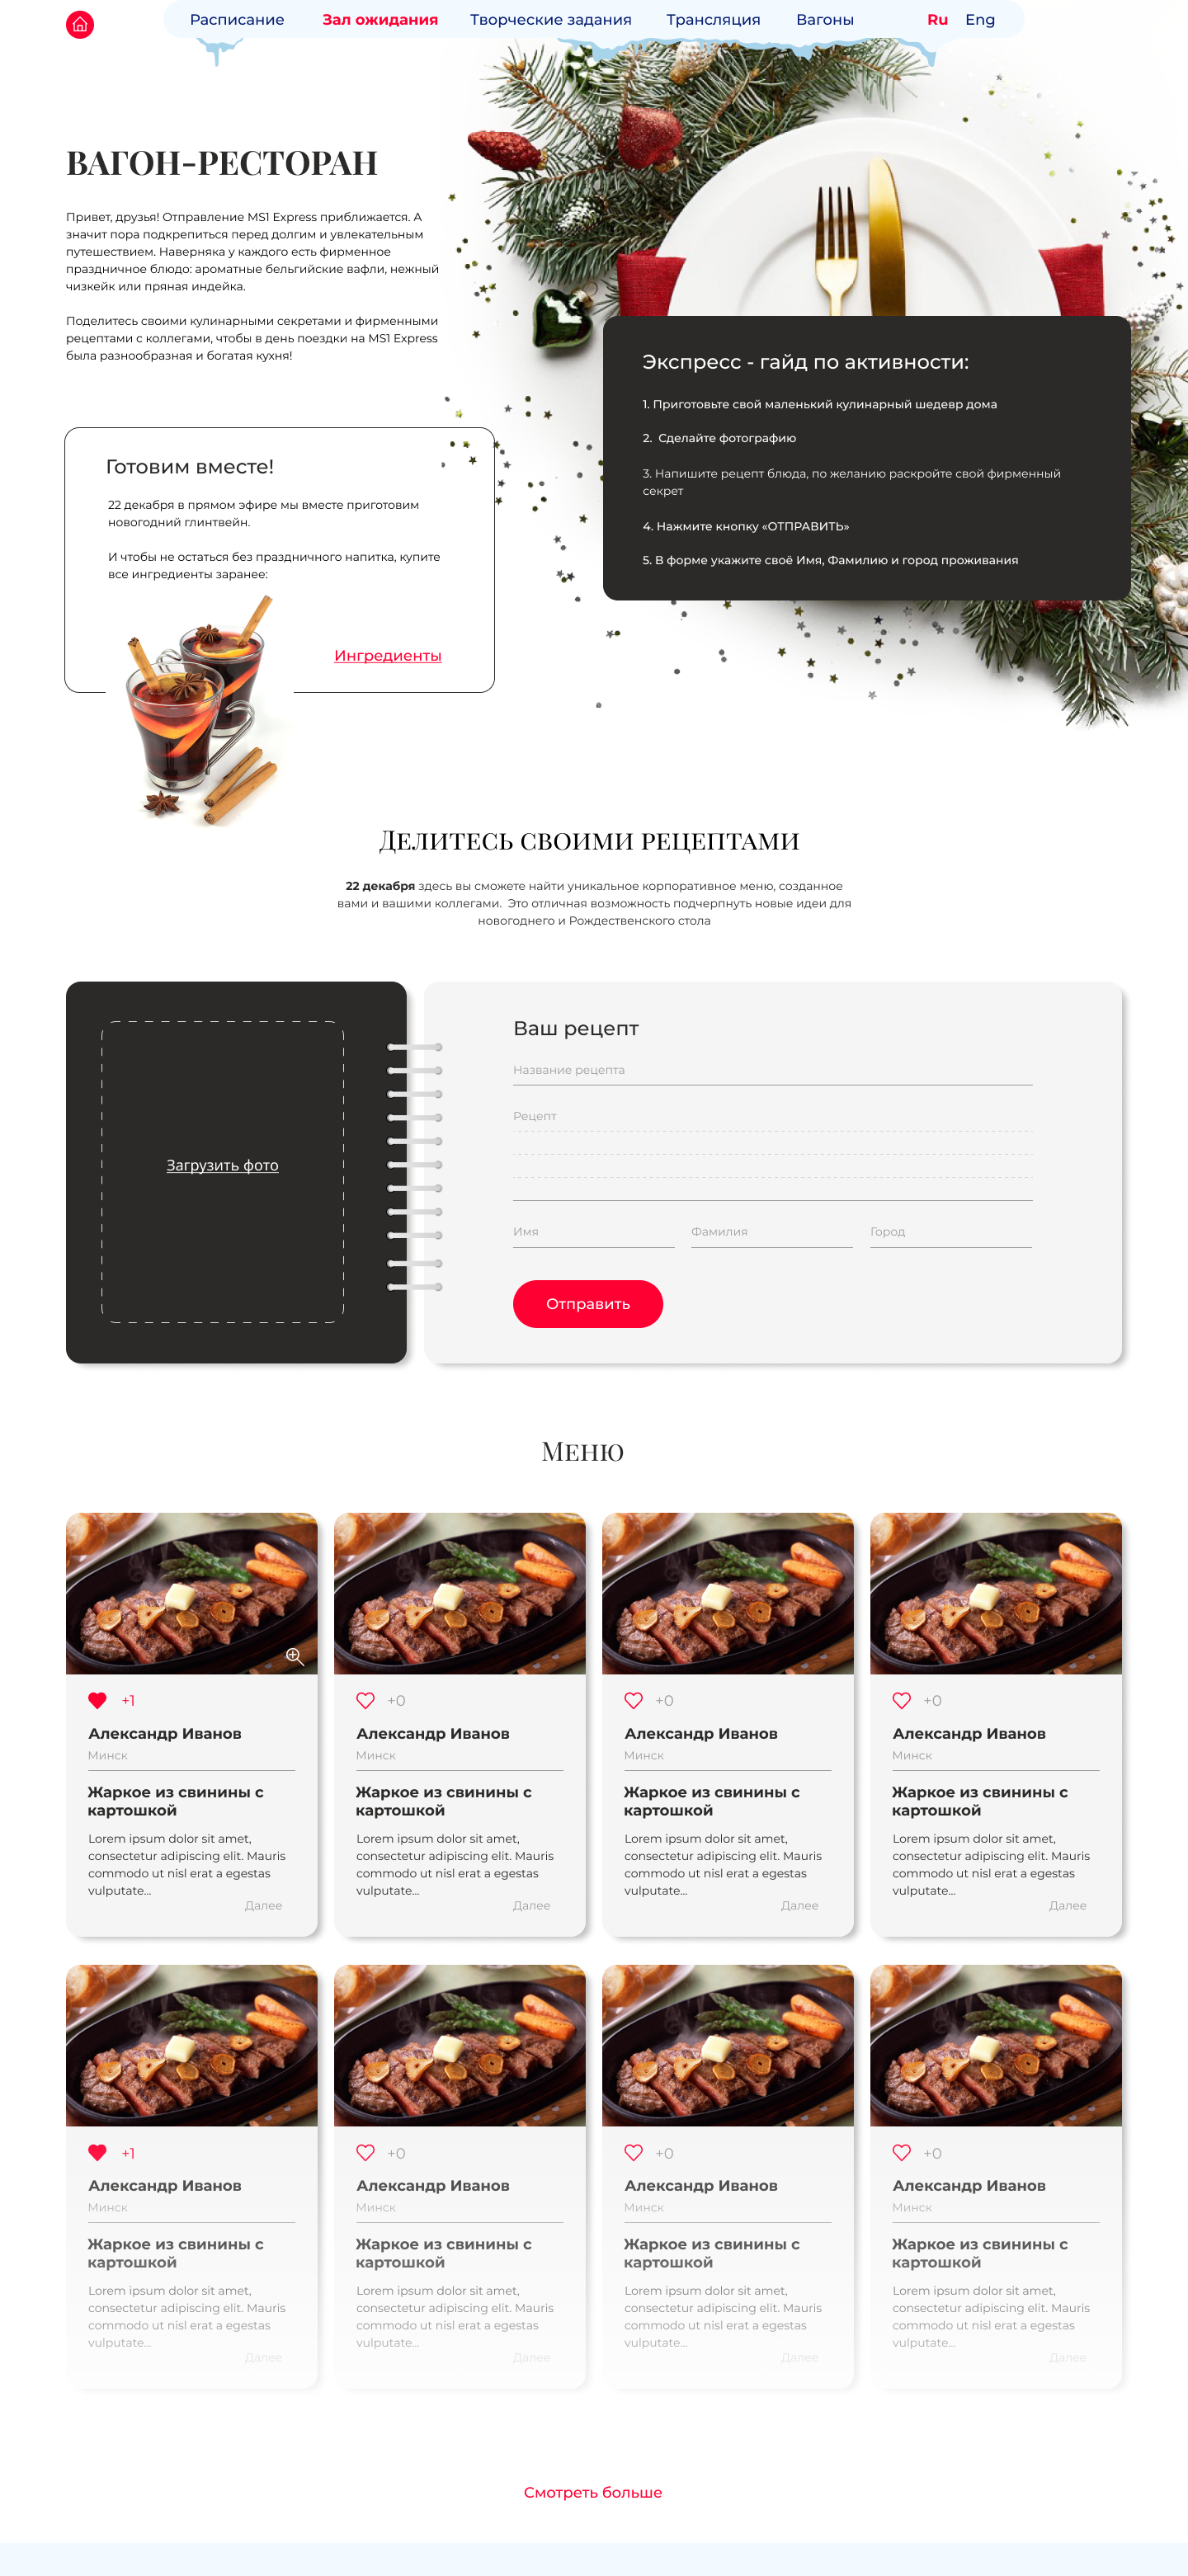 Расписание Зал ожидания Творческие задания Трансляция Вагоны Ru Eng
ВАГОН-РЕСТОРАН
Привет, друзья! Отправление MS1 Express приближается. А
значит пора подкрепиться перед долгим и увлекательным
путешествием. Наверняка у каждого есть фирменное
праздничное блюдо: ароматные бельгийские вафли, нежный
чизкейк или пряная индейка.
Поделитесь своими кулинарными секретами и фирменными
рецептами с коллегами, чтобы в день поездки на MS1 Express
была разнообразная и богатая кухня!
Экспресс - гайд по активности:
1. Приготовьте свой маленький кулинарный шедевр дома
2. Сделайте фотографию
3. Напишите рецепт блюда, по желанию раскройте свой фирменный
секрет
4. Нажмите кнопку «ОТПРАВИТЬ»
5. В форме укажите своё Имя, Фамилию и город проживания
Готовим вместе!
22 декабря в прямом эфире мы вместе приготовим
новогодний глинтвейн.
И чтобы не остаться без праздничного напитка, купите
все ингредиенты заранее:
Ингредиенты
Делитесь своими рецептами
22 декабря здесь вы сможете найти уникальное корпоративное меню, созданное
вами и вашими коллегами. Это отличная возможность подчерпнуть новые идеи для
новогоднего и Рождественского стола
Загрузить фото
Ваш рецепт
Название рецепта
Рецепт
Имя Фамилия Город
Отправить
Меню
+1
Александр Иванов
Минск
Жаркое из свинины с
картошкой
Lorem ipsum dolor sit amet,
consectetur adipiscing elit. Mauris
commodo ut nisl erat a egestas
vulputate...
Далее
+0
Александр Иванов
Минск
Жаркое из свинины с
картошкой
Lorem ipsum dolor sit amet,
consectetur adipiscing elit. Mauris
commodo ut nisl erat a egestas
vulputate...
Далее
+0
Александр Иванов
Минск
Жаркое из свинины с
картошкой
Lorem ipsum dolor sit amet,
consectetur adipiscing elit. Mauris
commodo ut nisl erat a egestas
vulputate...
Далее
+0
Александр Иванов
Минск
Жаркое из свинины с
картошкой
Lorem ipsum dolor sit amet,
consectetur adipiscing elit. Mauris
commodo ut nisl erat a egestas
vulputate...
Далее
+1
Александр Иванов
Минск
Жаркое из свинины с
картошкой
Lorem ipsum dolor sit amet,
consectetur adipiscing elit. Mauris
commodo ut nisl erat a egestas
vulputate...
Далее
+0
Александр Иванов
Минск
Жаркое из свинины с
картошкой
Lorem ipsum dolor sit amet,
consectetur adipiscing elit. Mauris
commodo ut nisl erat a egestas
vulputate...
Далее
+0
Александр Иванов
Минск
Жаркое из свинины с
картошкой
Lorem ipsum dolor sit amet,
consectetur adipiscing elit. Mauris
commodo ut nisl erat a egestas
vulputate...
Далее
+0
Александр Иванов
Минск
Жаркое из свинины с
картошкой
Lorem ipsum dolor sit amet,
consectetur adipiscing elit. Mauris
commodo ut nisl erat a egestas
vulputate...
Далее
Смотреть больше